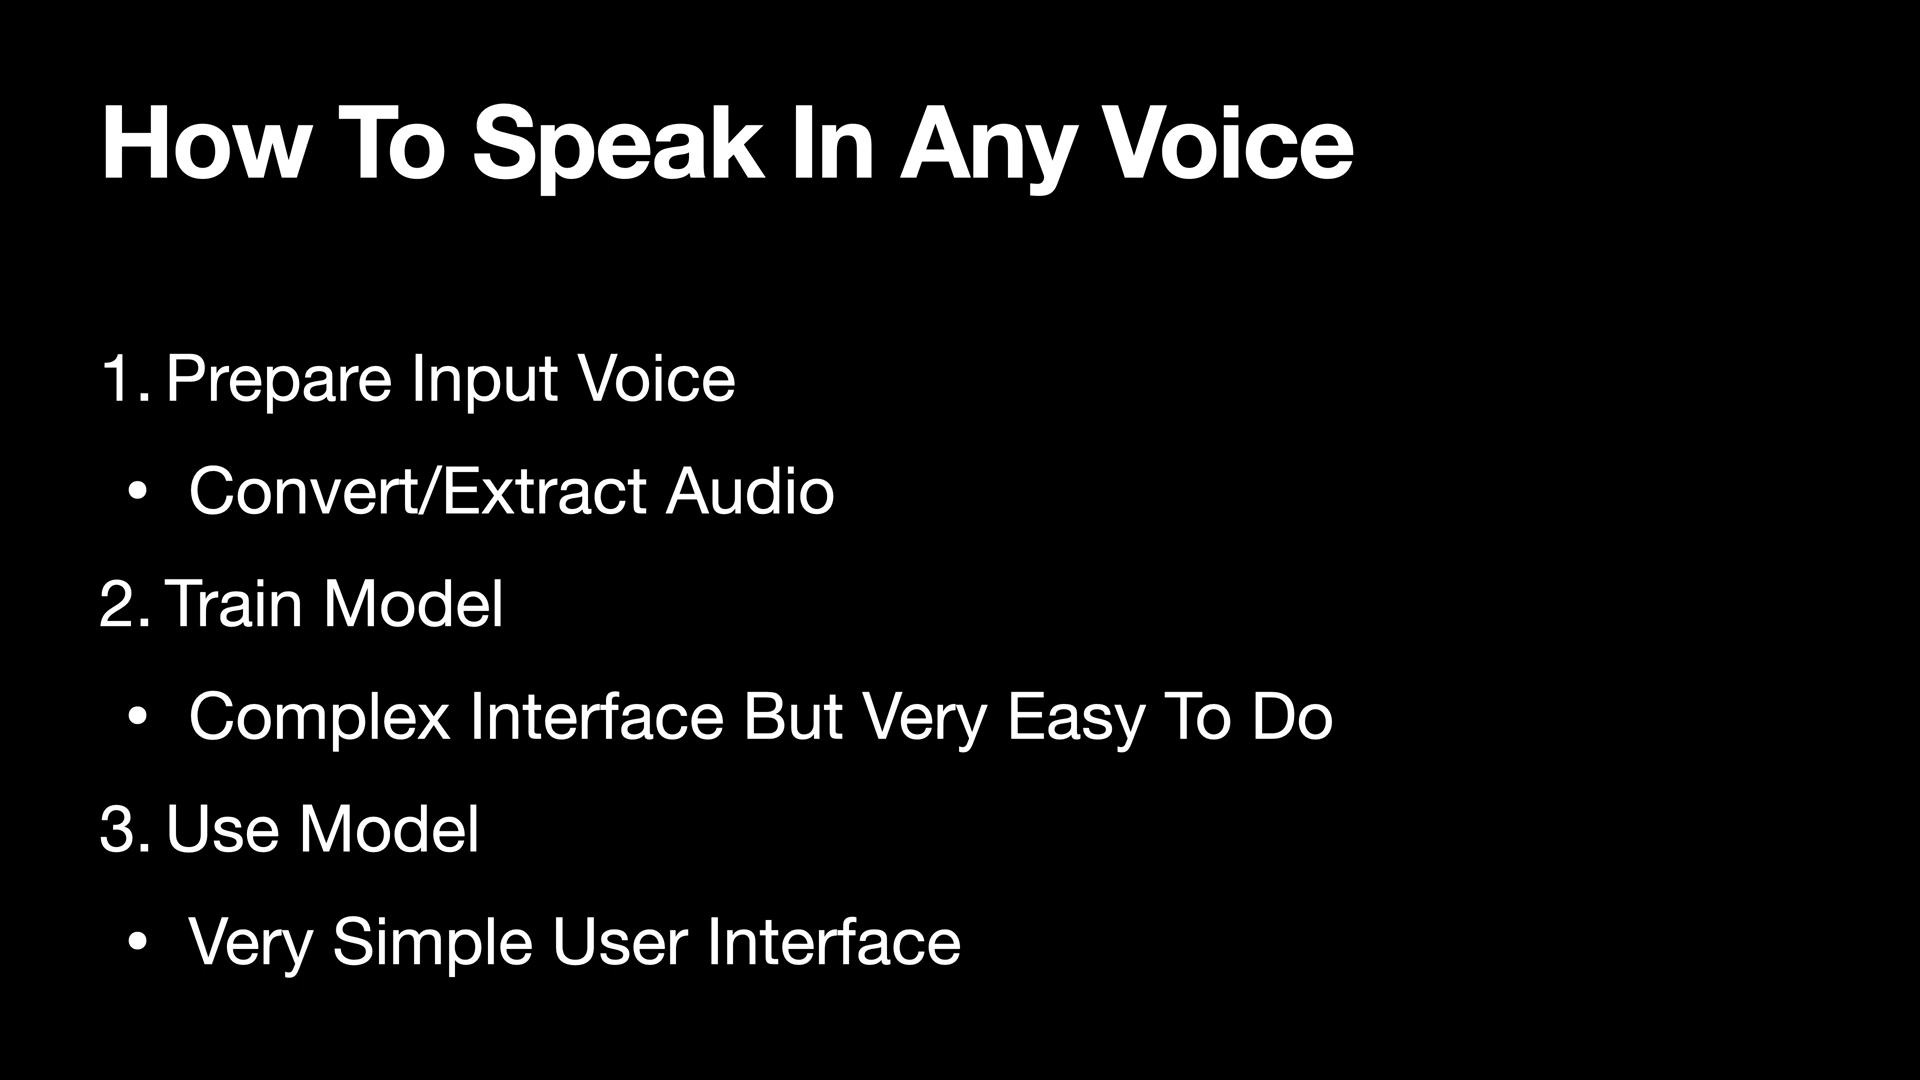 How To Speak In Any Voice
1. Prepare Input Voice
• Convert/Extract Audio
2. Train Model
• Complex Interface But Very Easy To Do
3. Use Model
• Very Simple User Interface